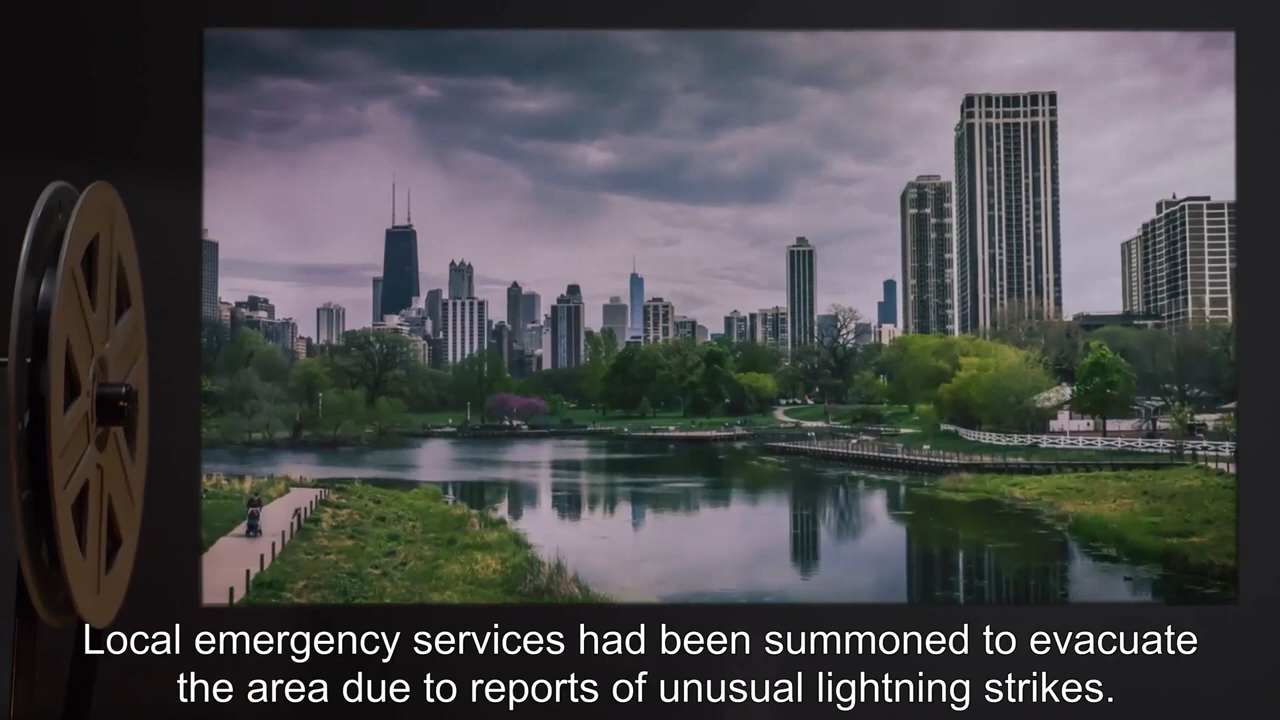 Local emergency services had been summoned to evacuate
the area due to reports of unusual lightning strikes.